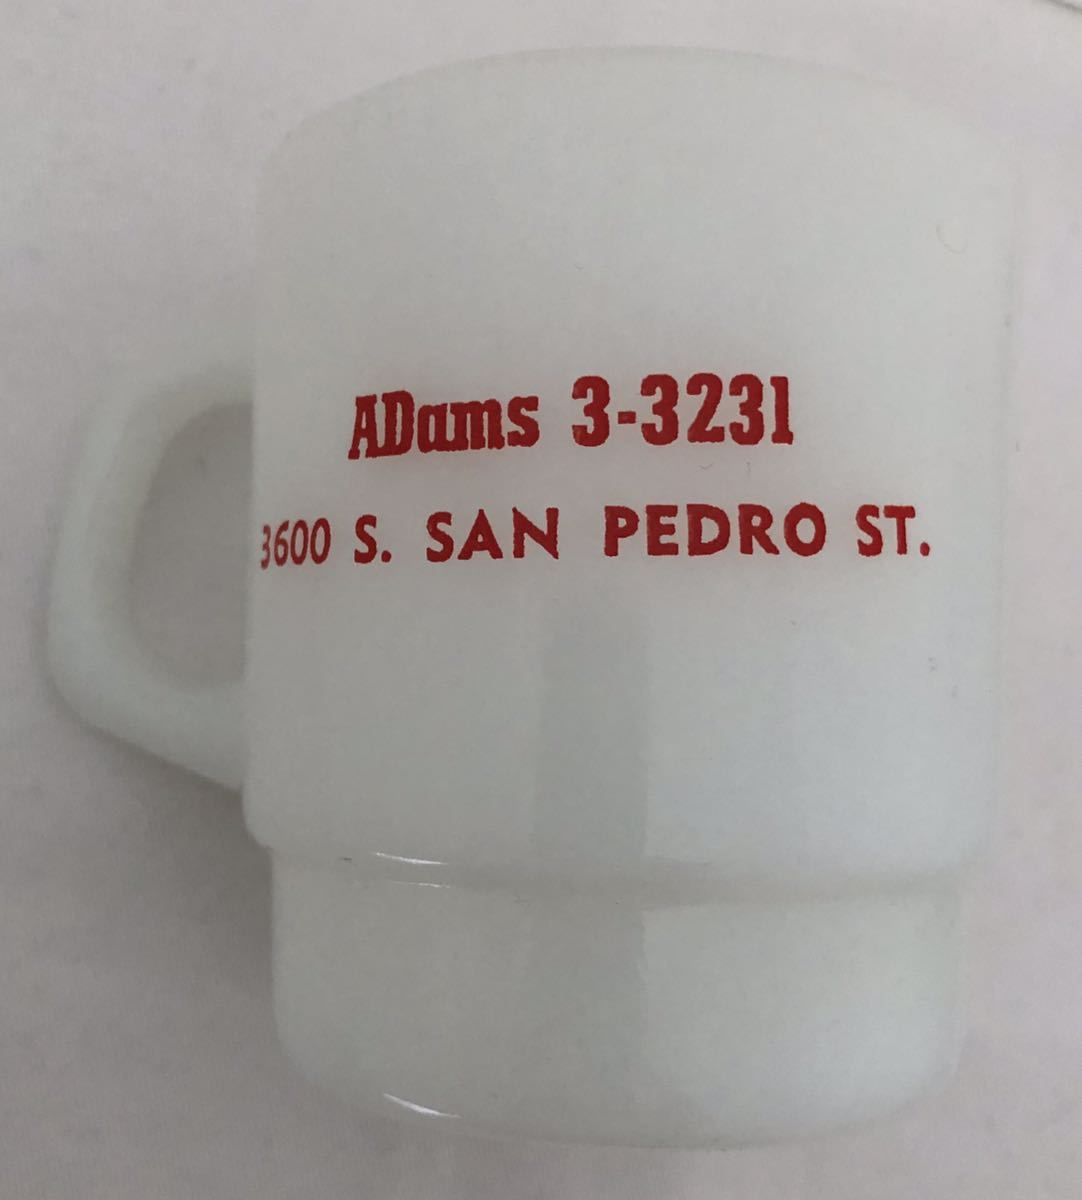 ADams 3-3231
3600 S. SAN PEDRO ST.